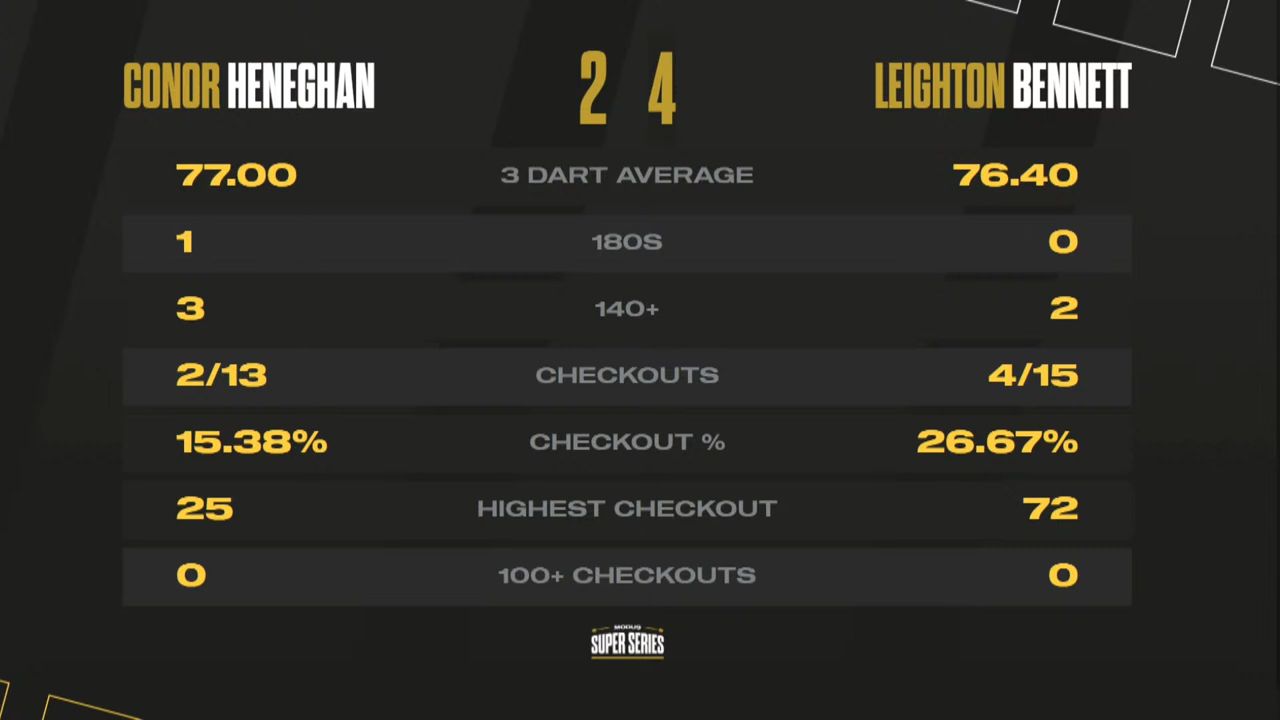 CONOR HENEGHAN 2 4 LEIGHTON BENNETT
77.00 3 DART AVERAGE 76.40
1 180S 0
3 140+ 2
2/13 CHECKOUTS 4/15
15.38% CHECKOUT % 26.67%
25 HIGHEST CHECKOUT 72
0 100+ CHECKOUTS 0
MODUS
SUPER SERIES